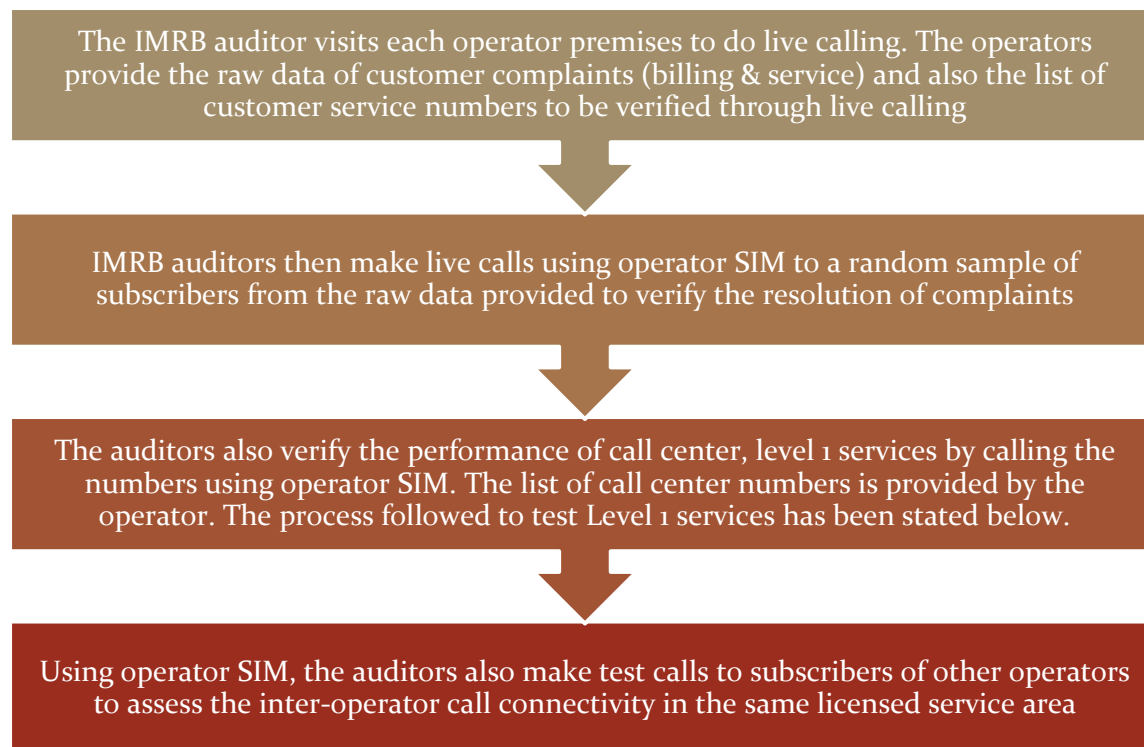 The IMRB auditor visits each operator premises to do live calling. The operators
provide the raw data of customer complaints (billing & service) and also the list of
customer service numbers to be verified through live calling
IMRB auditors then make live calls using operator SIM to a random sample of
subscribers from the raw data provided to verify the resolution of complaints
The auditors also verify the performance of call center, level 1 services by calling the
numbers using operator SIM. The list of call center numbers is provided by the
operator. The process followed to test Level 1 services has been stated below.
Using operator SIM, the auditors also make test calls to subscribers of other operators
to assess the inter-operator call connectivity in the same licensed service area